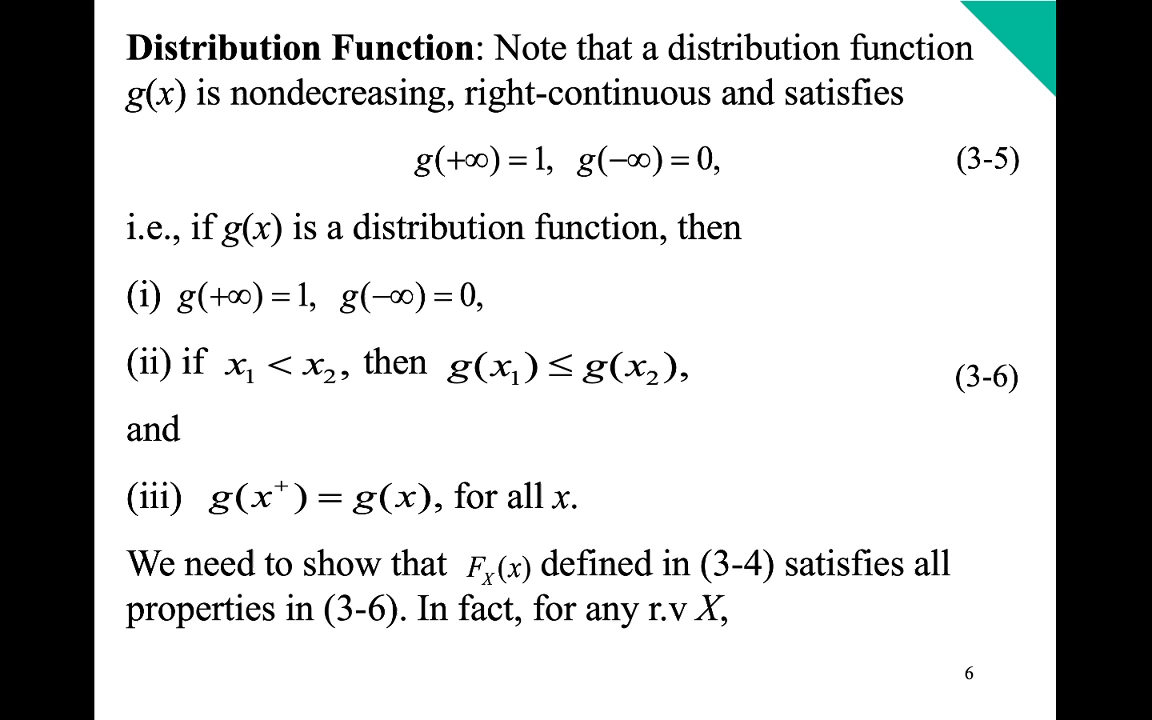 Distribution Function: Note that a distribution function
g(x) is nondecreasing, right-continuous and satisfies
g(+∞) = 1, g(−∞) = 0, (3-5)
i.e., if g(x) is a distribution function, then
(i) g(+∞) = 1, g(−∞) = 0,
(ii) if x₁ < x₂, then g(x₁) ≤ g(x₂),
(3-6)
and
(iii) g(x⁺) = g(x), for all x.
We need to show that Fₓ(x) defined in (3-4) satisfies all
properties in (3-6). In fact, for any r.v X,
6